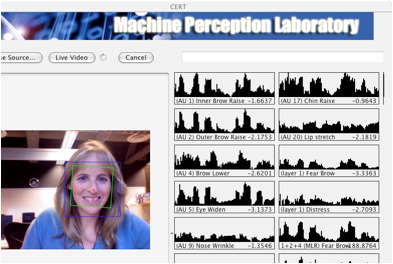 CERT
Machine Perception Laboratory
se Source... Live Video Cancel
(AU 1) Inner Brow Raise -1.6637 (AU 17) Chin Raise -0.9643
(AU 2) Outer Brow Raise -2.1753 (AU 20) Lip stretch -2.1819
(AU 4) Brow Lower -2.6201 (layer 1) Fear Brow -3.3363
(AU 5) Eye Widen -3.1373 (layer 1) Distress -2.7093
(AU 9) Nose Wrinkle -1.3546 1+2+4 (MLR) Fear Brow